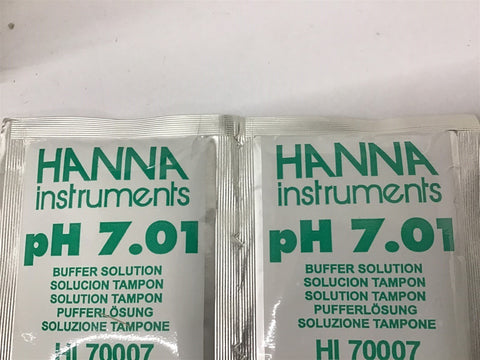 HANNA
instruments
pH 7.01
BUFFER SOLUTION
SOLUCION TAMPON
SOLUTION TAMPON
PUFFERLÖSUNG
SOLUZIONE TAMPONE
HI 70007
HANNA
instruments
pH 7.01
BUFFER SOLUTION
SOLUCION TAMPON
SOLUTION TAMPON
PUFFERLÖSUNG
SOLUZIONE TAMPONE
HI 70007